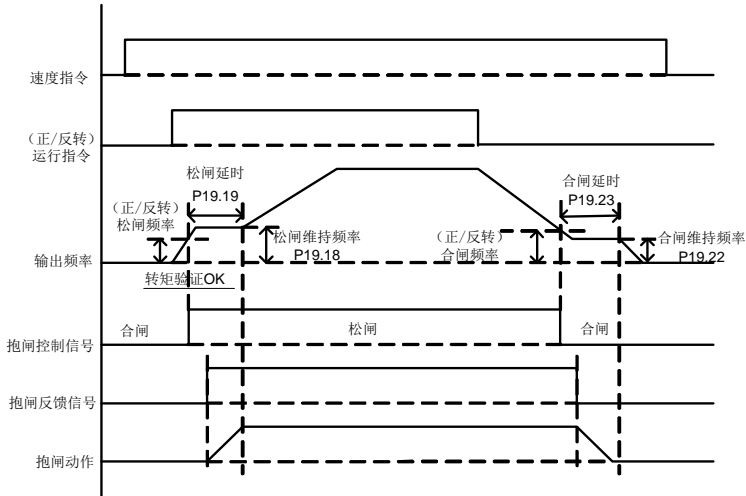 速度指令
（正/反转）
运行指令
松闸延时
P19.19
合闸延时
P19.23
（正/反转）
松闸频率
松闸维持频率
P19.18
（正/反转）
合闸频率
合闸维持频率
P19.22
输出频率
转矩验证OK
抱闸控制信号
合闸
松闸
合闸
抱闸反馈信号
抱闸动作